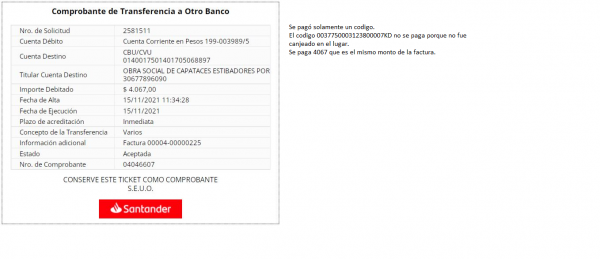 Comprobante de Transferencia a Otro Banco
Nro. de Solicitud 2581511
Cuenta Débito Cuenta Corriente en Pesos 199-003989/5
Cuenta Destino CBU/CVU
0140017501401705068897
Titular Cuenta Destino OBRA SOCIAL DE CAPATACES ESTIBADORES POR
30677896090
Importe Debitado $ 4.067,00
Fecha de Alta 15/11/2021 11:34:28
Fecha de Ejecución 15/11/2021
Plazo de acreditación Inmediata
Concepto de la Transferencia Varios
Información adicional Factura 00004-00000225
Estado Aceptada
Nro. de Comprobante 04046607
CONSERVE ESTE TICKET COMO COMPROBANTE
S.E.U.O.
Santander
Se pagó solamente un codigo.
El codigo 0037750003123800007KD no se paga porque no fue
canjeado en el lugar.
Se paga 4067 que es el mismo monto de la factura.